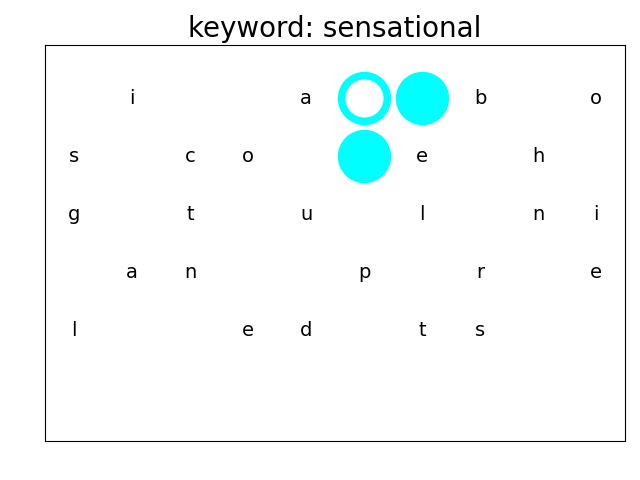 keyword: sensational
i a b o
s c o e h
g t u l n i
a n p r e
l e d t s